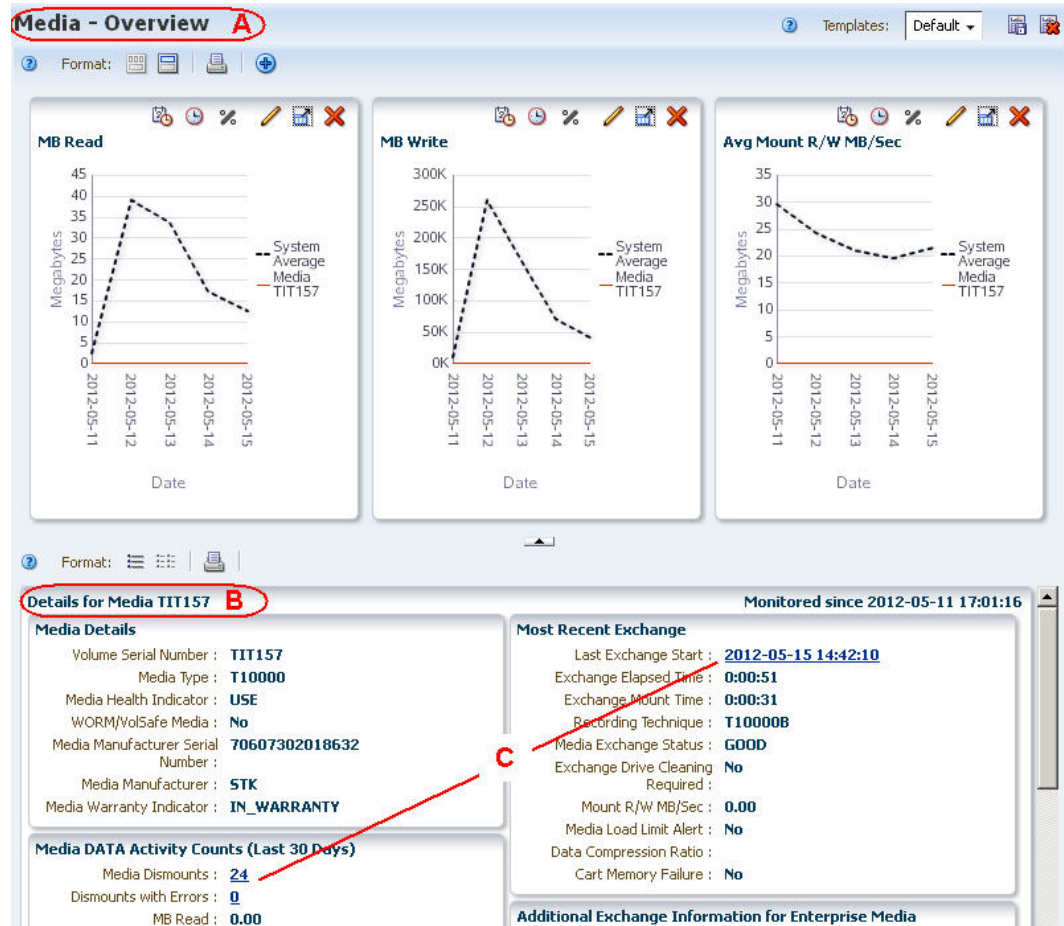 Media - Overview A
Templates: Default
Format:
MB Read
45
40
35
30
25
20
15
10
5
0
Megabytes
System
Average
Media
TIT157
2012-05-11
2012-05-12
2012-05-13
2012-05-14
2012-05-15
Date
MB Write
300K
250K
200K
150K
100K
50K
0K
Megabytes
System
Average
Media
TIT157
2012-05-11
2012-05-12
2012-05-13
2012-05-14
2012-05-15
Date
Avg Mount R/W MB/Sec
35
30
25
20
15
10
5
0
Megabytes
System
Average
Media
TIT157
2012-05-11
2012-05-12
2012-05-13
2012-05-14
2012-05-15
Date
Format:
Details for Media TIT157 B
Monitored since 2012-05-11 17:01:16
Media Details
Volume Serial Number : TIT157
Media Type : T10000
Media Health Indicator : USE
WORM/VolSafe Media : No
Media Manufacturer Serial 70607302018632
Number :
Media Manufacturer : STK
Media Warranty Indicator : IN_WARRANTY
Media DATA Activity Counts (Last 30 Days)
Media Dismounts : 24
Dismounts with Errors : 0
MB Read : 0.00
C
Most Recent Exchange
Last Exchange Start : 2012-05-15 14:42:10
Exchange Elapsed Time : 0:00:51
Exchange Mount Time : 0:00:31
Recording Technique : T10000B
Media Exchange Status : GOOD
Exchange Drive Cleaning No
Required :
Mount R/W MB/Sec : 0.00
Media Load Limit Alert : No
Data Compression Ratio :
Cart Memory Failure : No
Additional Exchange Information for Enterprise Media